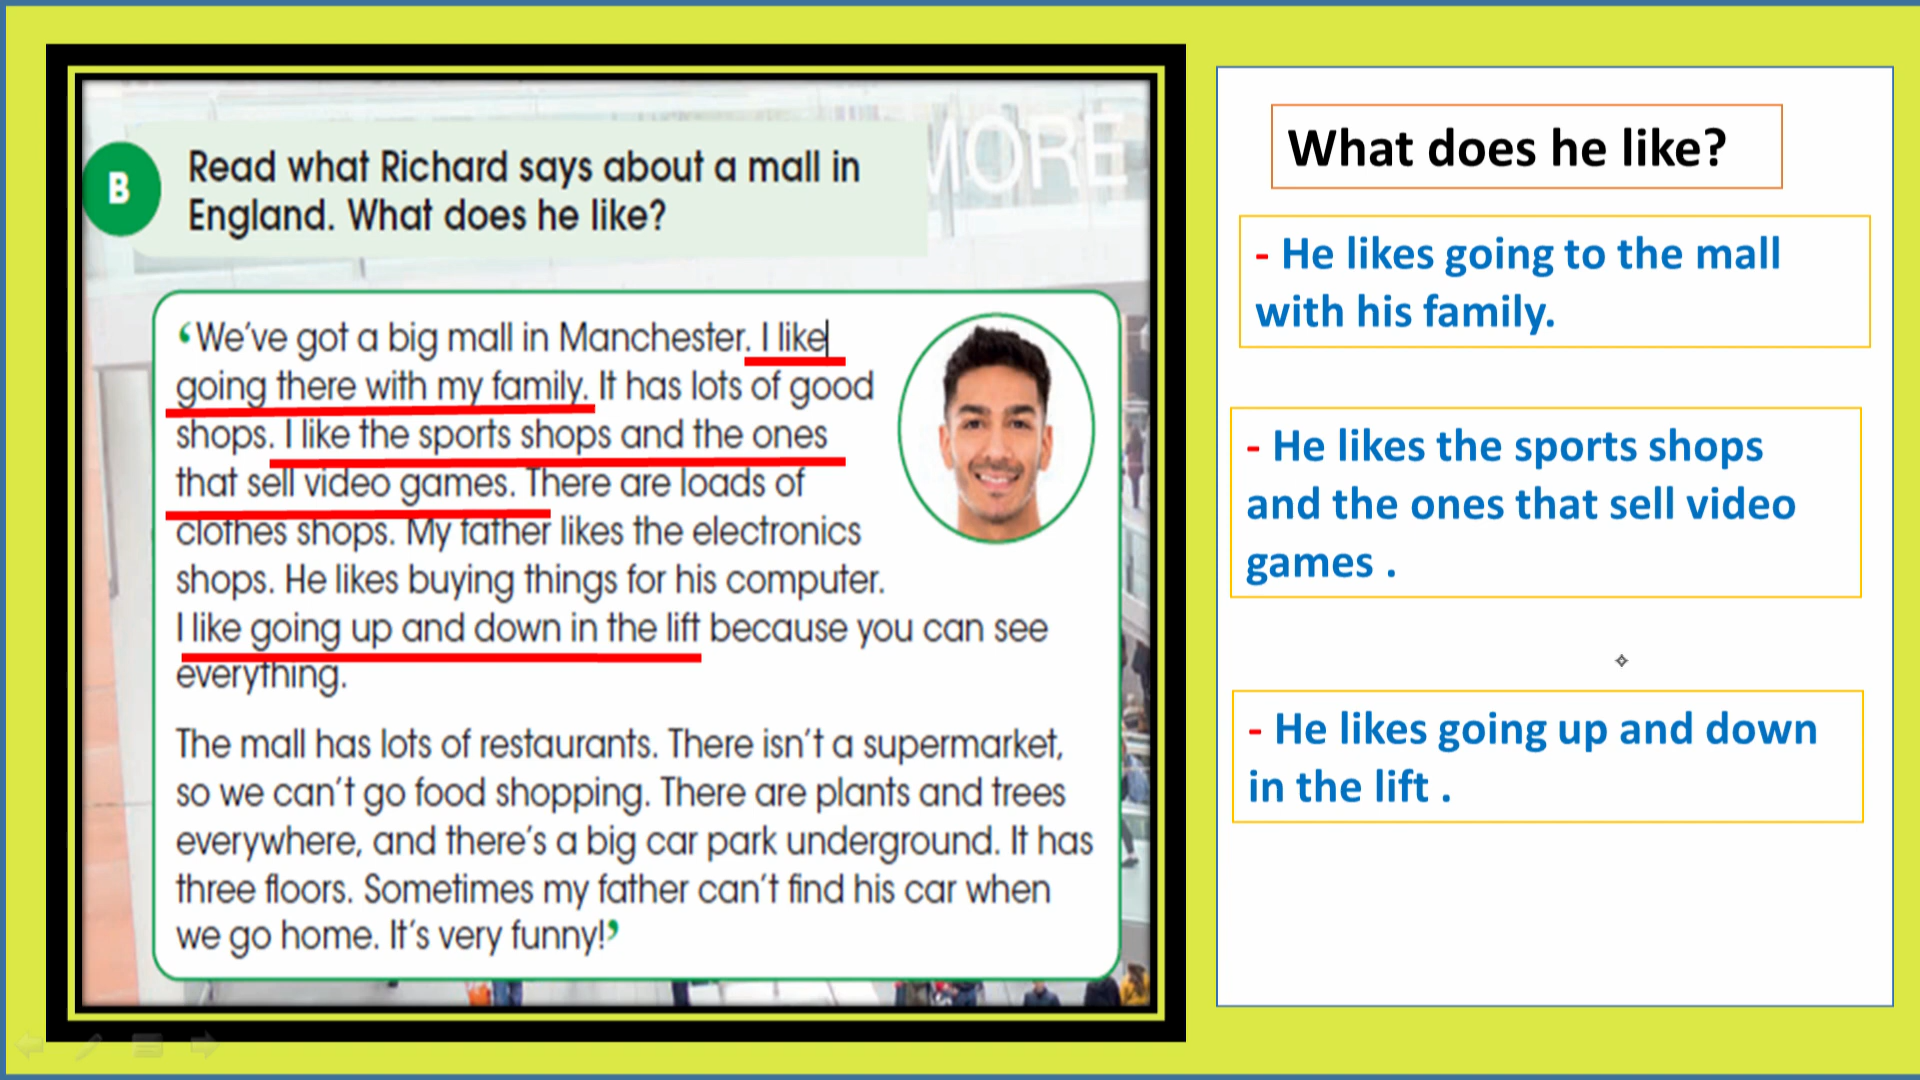 MORE
B
Read what Richard says about a mall in
England. What does he like?
‘We’ve got a big mall in Manchester. I like
going there with my family. It has lots of good
shops. I like the sports shops and the ones
that sell video games. There are loads of
clothes shops. My father likes the electronics
shops. He likes buying things for his computer.
I like going up and down in the lift because you can see
everything.
The mall has lots of restaurants. There isn’t a supermarket,
so we can’t go food shopping. There are plants and trees
everywhere, and there’s a big car park underground. It has
three floors. Sometimes my father can’t find his car when
we go home. It’s very funny!’
What does he like?
- He likes going to the mall
with his family.
- He likes the sports shops
and the ones that sell video
games .
- He likes going up and down
in the lift .